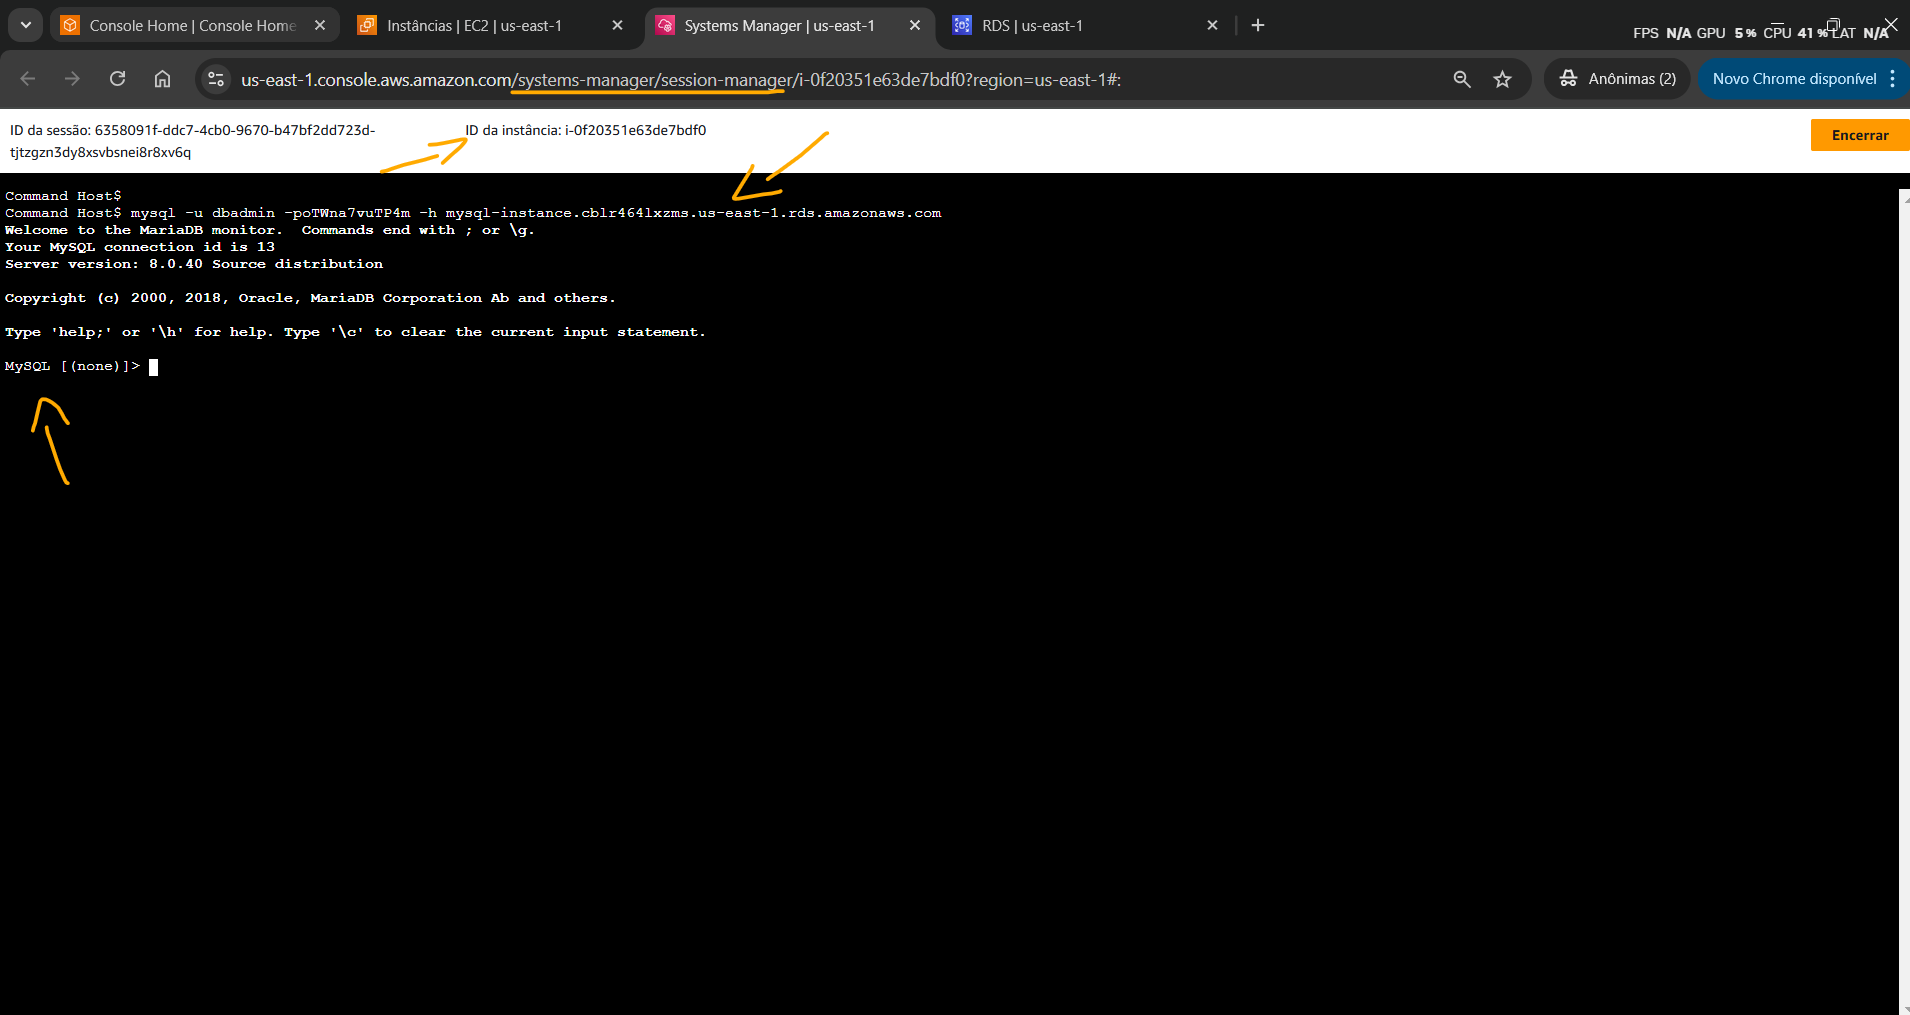 Console Home | Console Home
Instâncias | EC2 | us-east-1
Systems Manager | us-east-1
RDS | us-east-1
FPS N/A GPU 5% CPU 41% LAT N/A
us-east-1.console.aws.amazon.com/systems-manager/session-manager/i-0f20351e63de7bdf0?region=us-east-1#:
Anônimas (2)
Novo Chrome disponível
ID da sessão: 6358091f-ddc7-4cb0-9670-b47bf2dd723d-
tjtzgzn3dy8xsvbsnei8r8xv6q
ID da instância: i-0f20351e63de7bdf0
Encerrar
Command Host$
Command Host$ mysql -u dbadmin -poTWna7vuTP4m -h mysql-instance.cblr464lxzms.us-east-1.rds.amazonaws.com
Welcome to the MariaDB monitor.  Commands end with ; or \g.
Your MySQL connection id is 13
Server version: 8.0.40 Source distribution
Copyright (c) 2000, 2018, Oracle, MariaDB Corporation Ab and others.
Type 'help;' or '\h' for help. Type '\c' to clear the current input statement.
MySQL [(none)]>